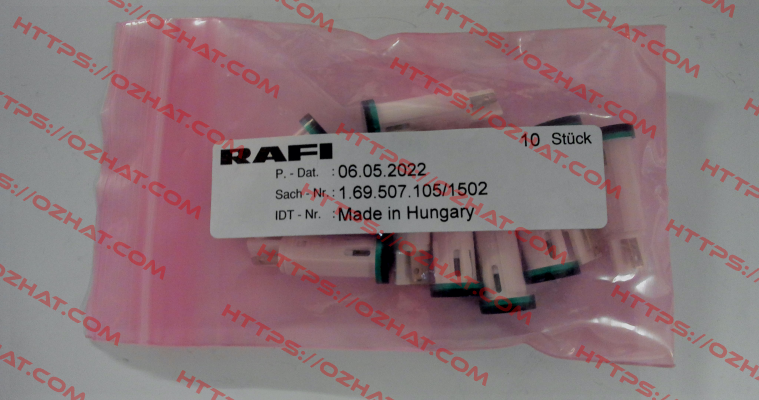 RAFI
10 Stück
P. - Dat. : 06.05.2022
Sach - Nr. : 1.69.507.105/1502
IDT - Nr. : Made in Hungary
HTTPS://OZHAT.COM